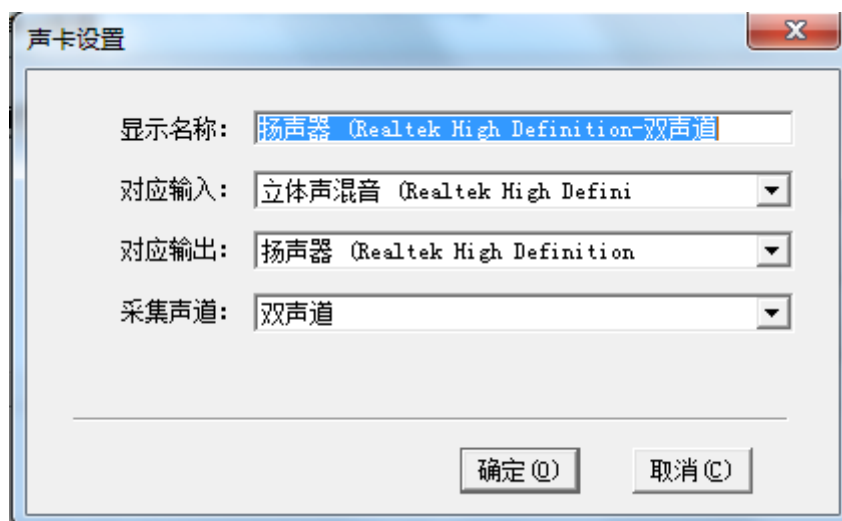 声卡设置
显示名称: 扬声器 (Realtek High Definition-双声道
对应输入: 立体声混音 (Realtek High Defini
对应输出: 扬声器 (Realtek High Definition
采集声道: 双声道
确定(O) 取消(C)